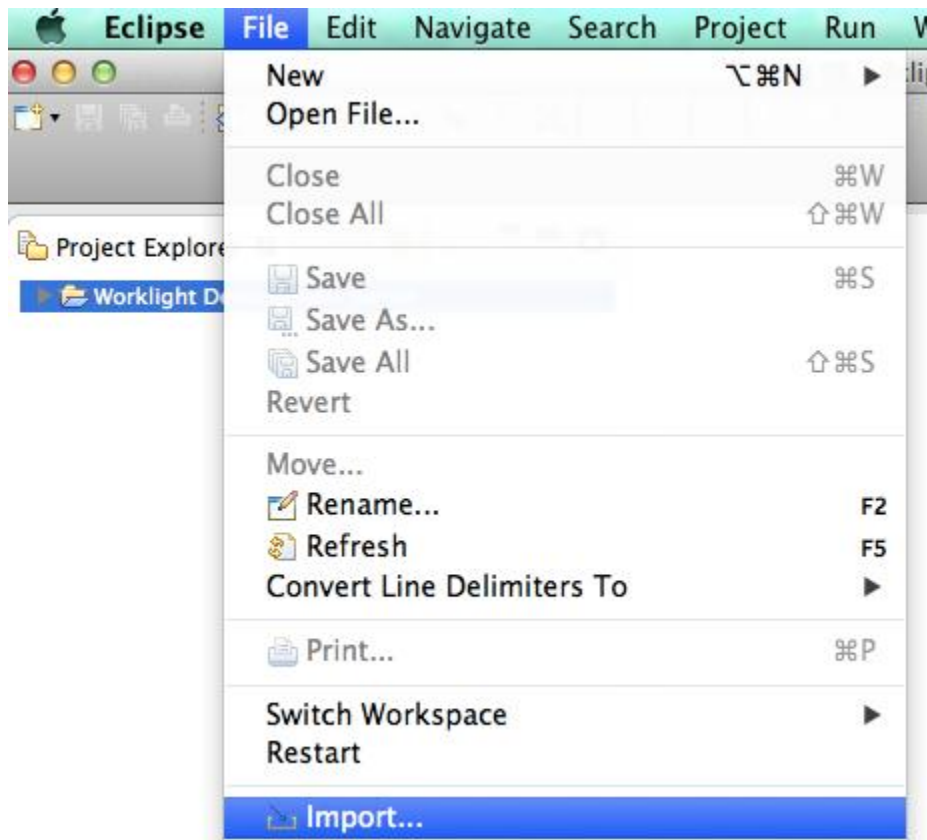 Eclipse File Edit Navigate Search Project Run
New ⌥⌘N ▶
Open File...
Close ⌘W
Close All ⇧⌘W
Project Explore
Save ⌘S
Worklight
Save As...
Save All ⇧⌘S
Revert
Move...
Rename... F2
Refresh F5
Convert Line Delimiters To ▶
Print... ⌘P
Switch Workspace ▶
Restart
Import...